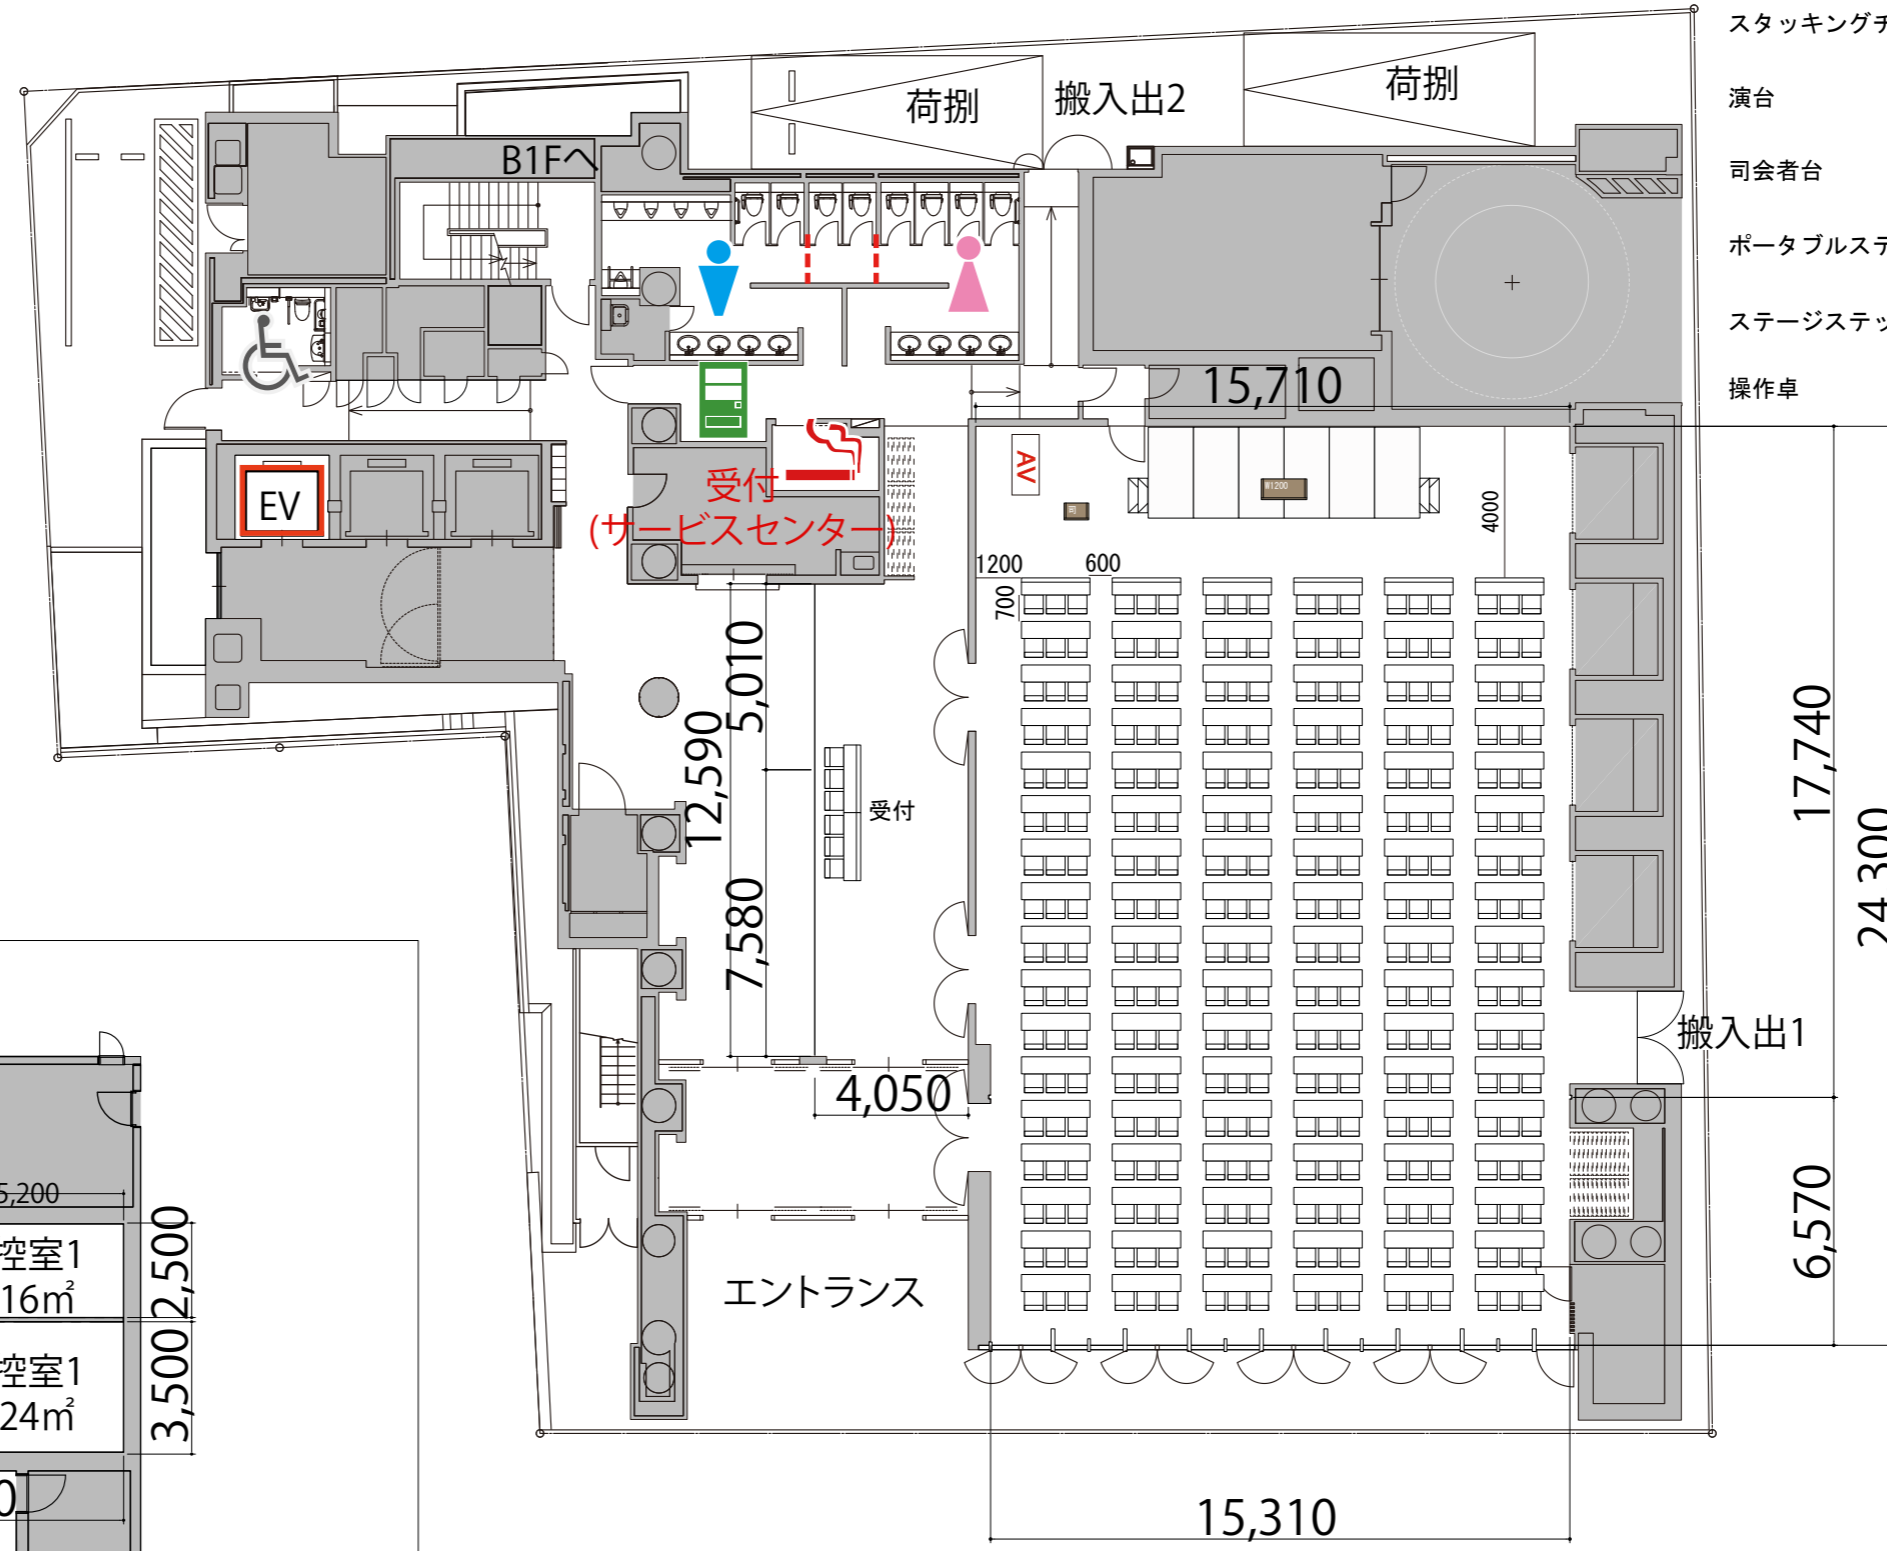 スタッキングチ
荷捌
搬入出2
荷捌
演台
B1Fへ
司会者台
ポータブルステ
ステージステッ
15,710
操作卓
AV
受付
(サービスセンター)
EV
W1200
司
4000
1200
600
700
5,010
12,590
7,580
受付
17,740
24,300
搬入出1
4,050
6,570
エントランス
5,200
控室1
16㎡
2,500
控室1
24㎡
3,500
0
15,310